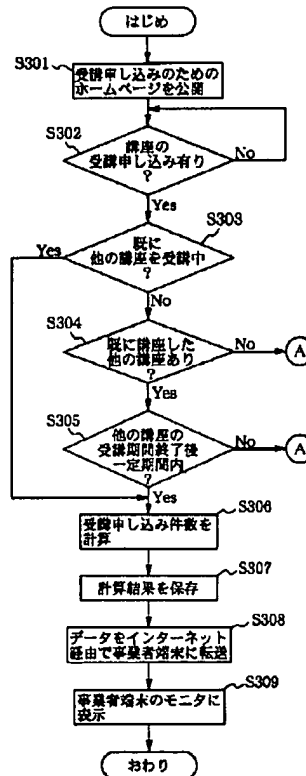 はじめ
S301
受講申し込みのための
ホームページを公開
S302
講座の
受講申し込み有り
?
No
Yes
S303
既に
他の講座を受講中
?
Yes
No
S304
既に講座した
他の講座あり
?
No
A
Yes
S305
他の講座の
受講期間終了後
一定期間内
?
No
A
Yes
S306
受講申し込み件数を
計算
S307
計算結果を保存
S308
データをインターネット
経由で事業者端末に転送
S309
事業者端末のモニタに
表示
おわり